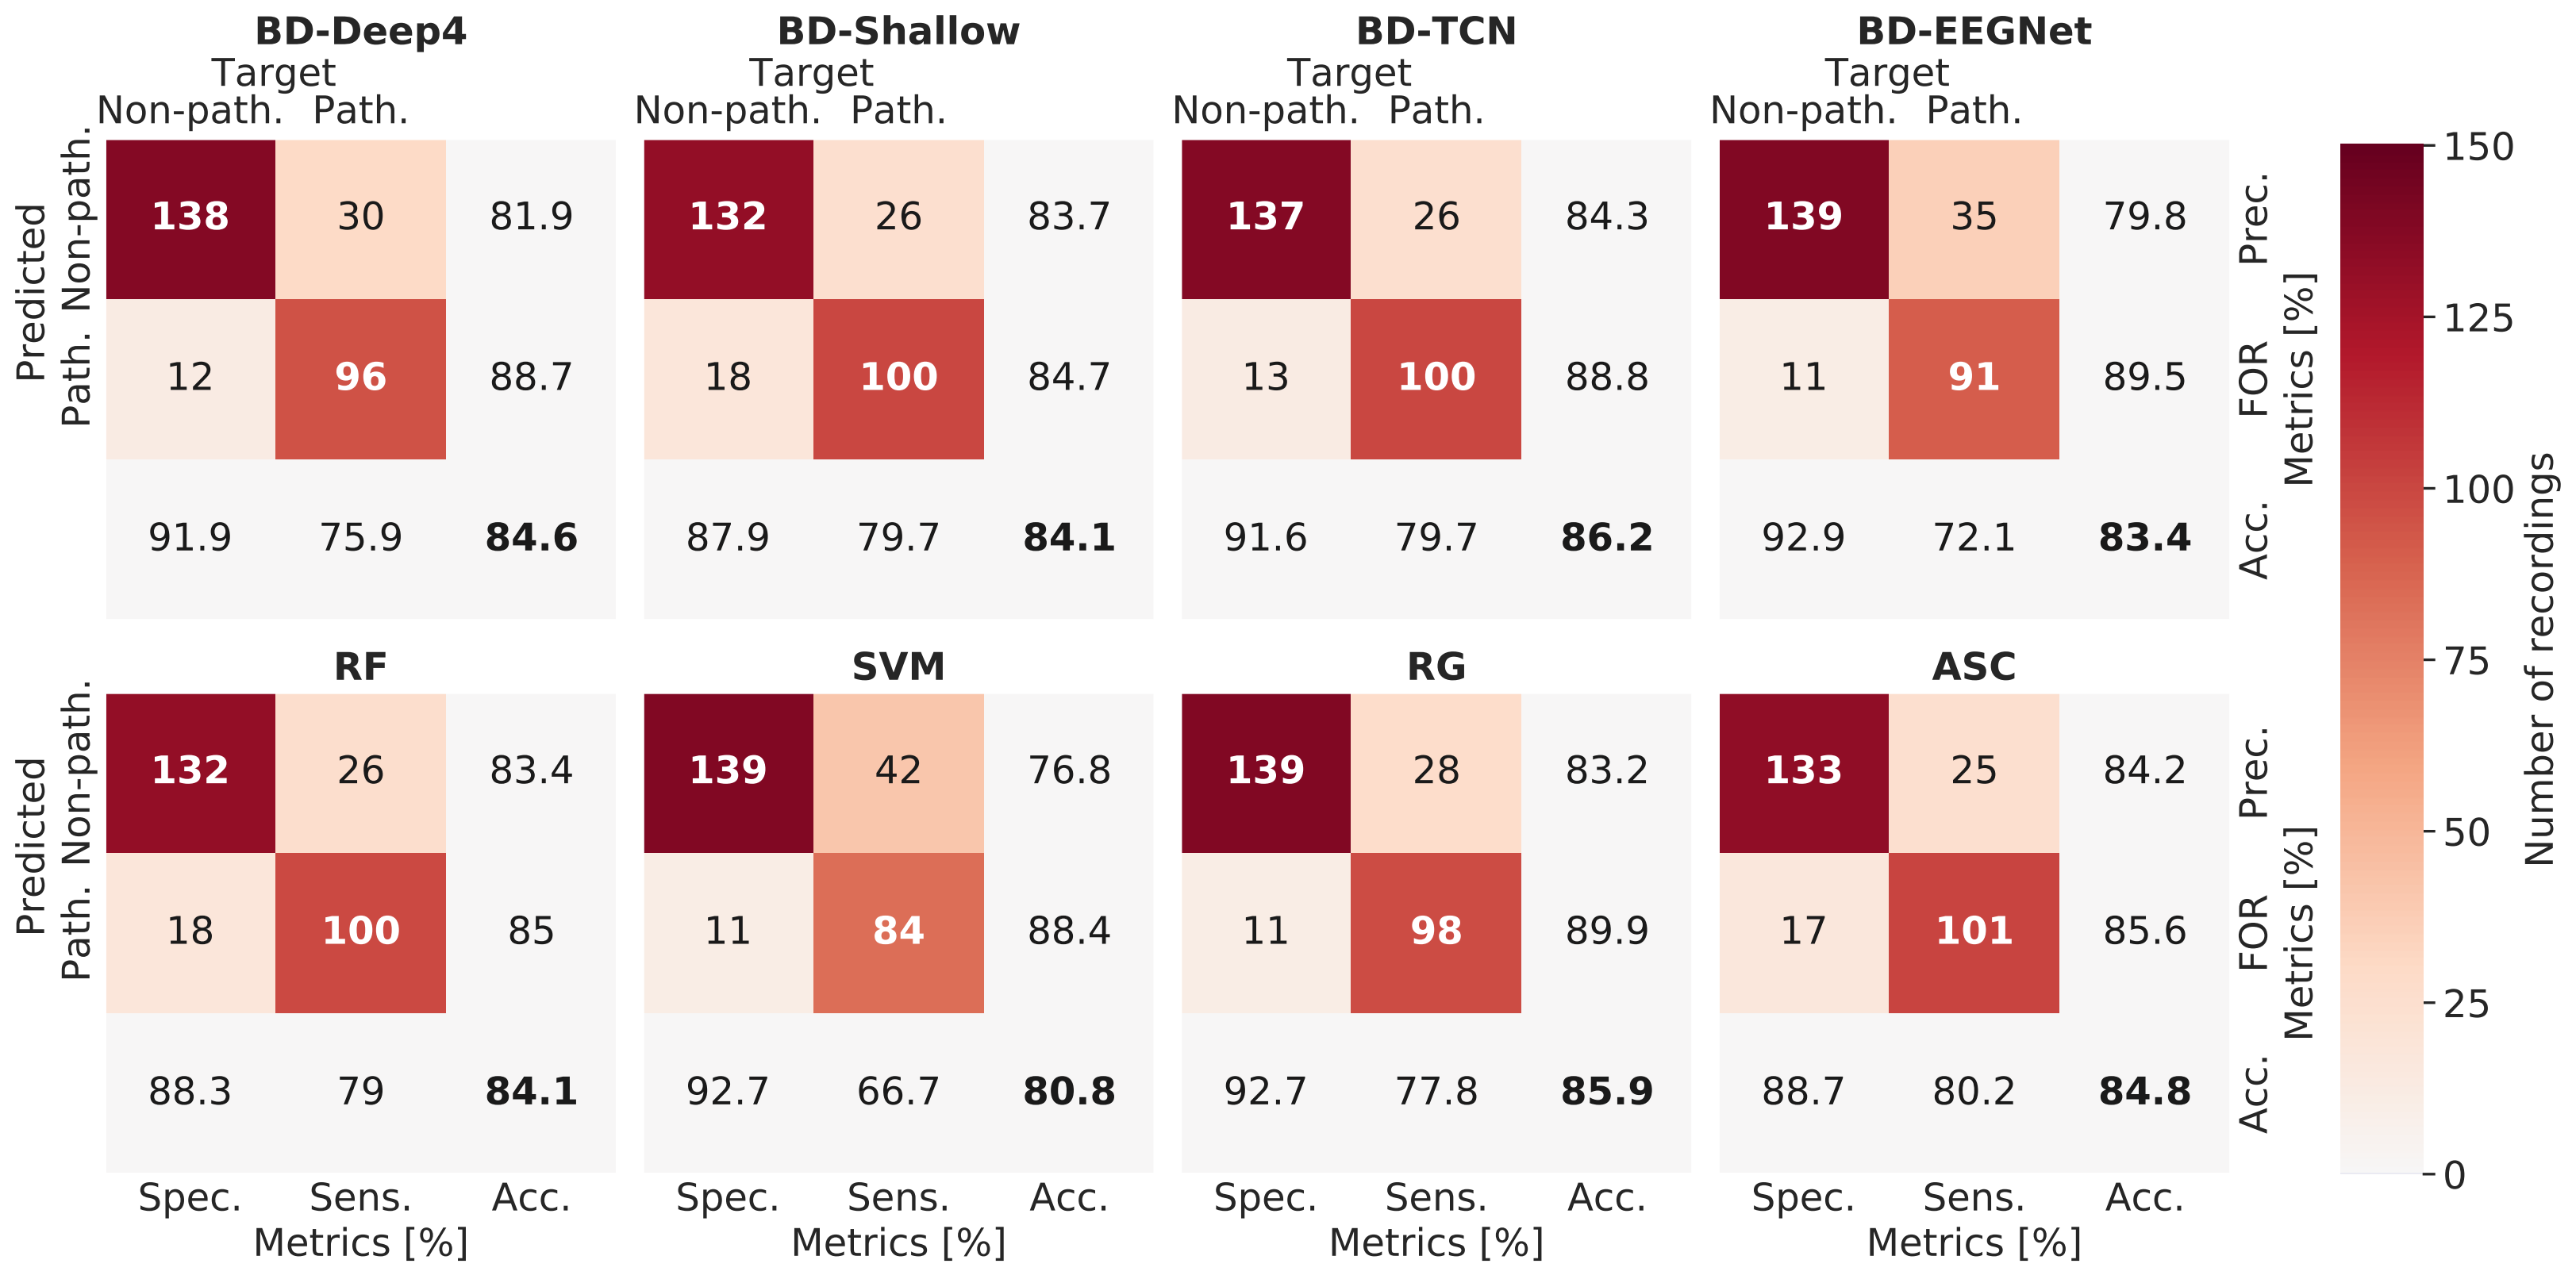 BD-Deep4 BD-Shallow BD-TCN BD-EEGNet
Target Target Target Target
Non-path. Path. Non-path. Path. Non-path. Path. Non-path. Path.
Predicted
Non-path.
Path.
138 30 81.9 132 26 83.7 137 26 84.3 139 35 79.8
12 96 88.7 18 100 84.7 13 100 88.8 11 91 89.5
91.9 75.9 84.6 87.9 79.7 84.1 91.6 79.7 86.2 92.9 72.1 83.4
Prec.
FOR
Acc.
Metrics [%]
RF SVM RG ASC
Predicted
Non-path.
Path.
132 26 83.4 139 42 76.8 139 28 83.2 133 25 84.2
18 100 85 11 84 88.4 11 98 89.9 17 101 85.6
88.3 79 84.1 92.7 66.7 80.8 92.7 77.8 85.9 88.7 80.2 84.8
Prec.
FOR
Acc.
Metrics [%]
Spec. Sens. Acc. Spec. Sens. Acc. Spec. Sens. Acc. Spec. Sens. Acc.
Metrics [%] Metrics [%] Metrics [%] Metrics [%]
150
125
100
75
50
25
0
Number of recordings